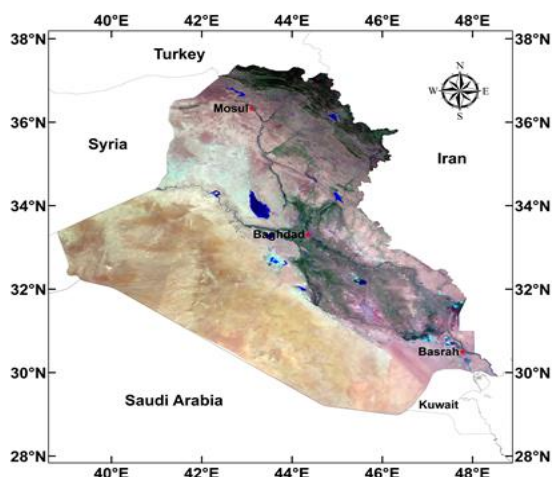 40°E 42°E 44°E 46°E 48°E
38°N 38°N
Turkey
N
W E
S
36°N Mosul 36°N
Syria Iran
34°N 34°N
Baghdad
32°N 32°N
Basrah
30°N 30°N
Saudi Arabia Kuwait
28°N 28°N
40°E 42°E 44°E 46°E 48°E